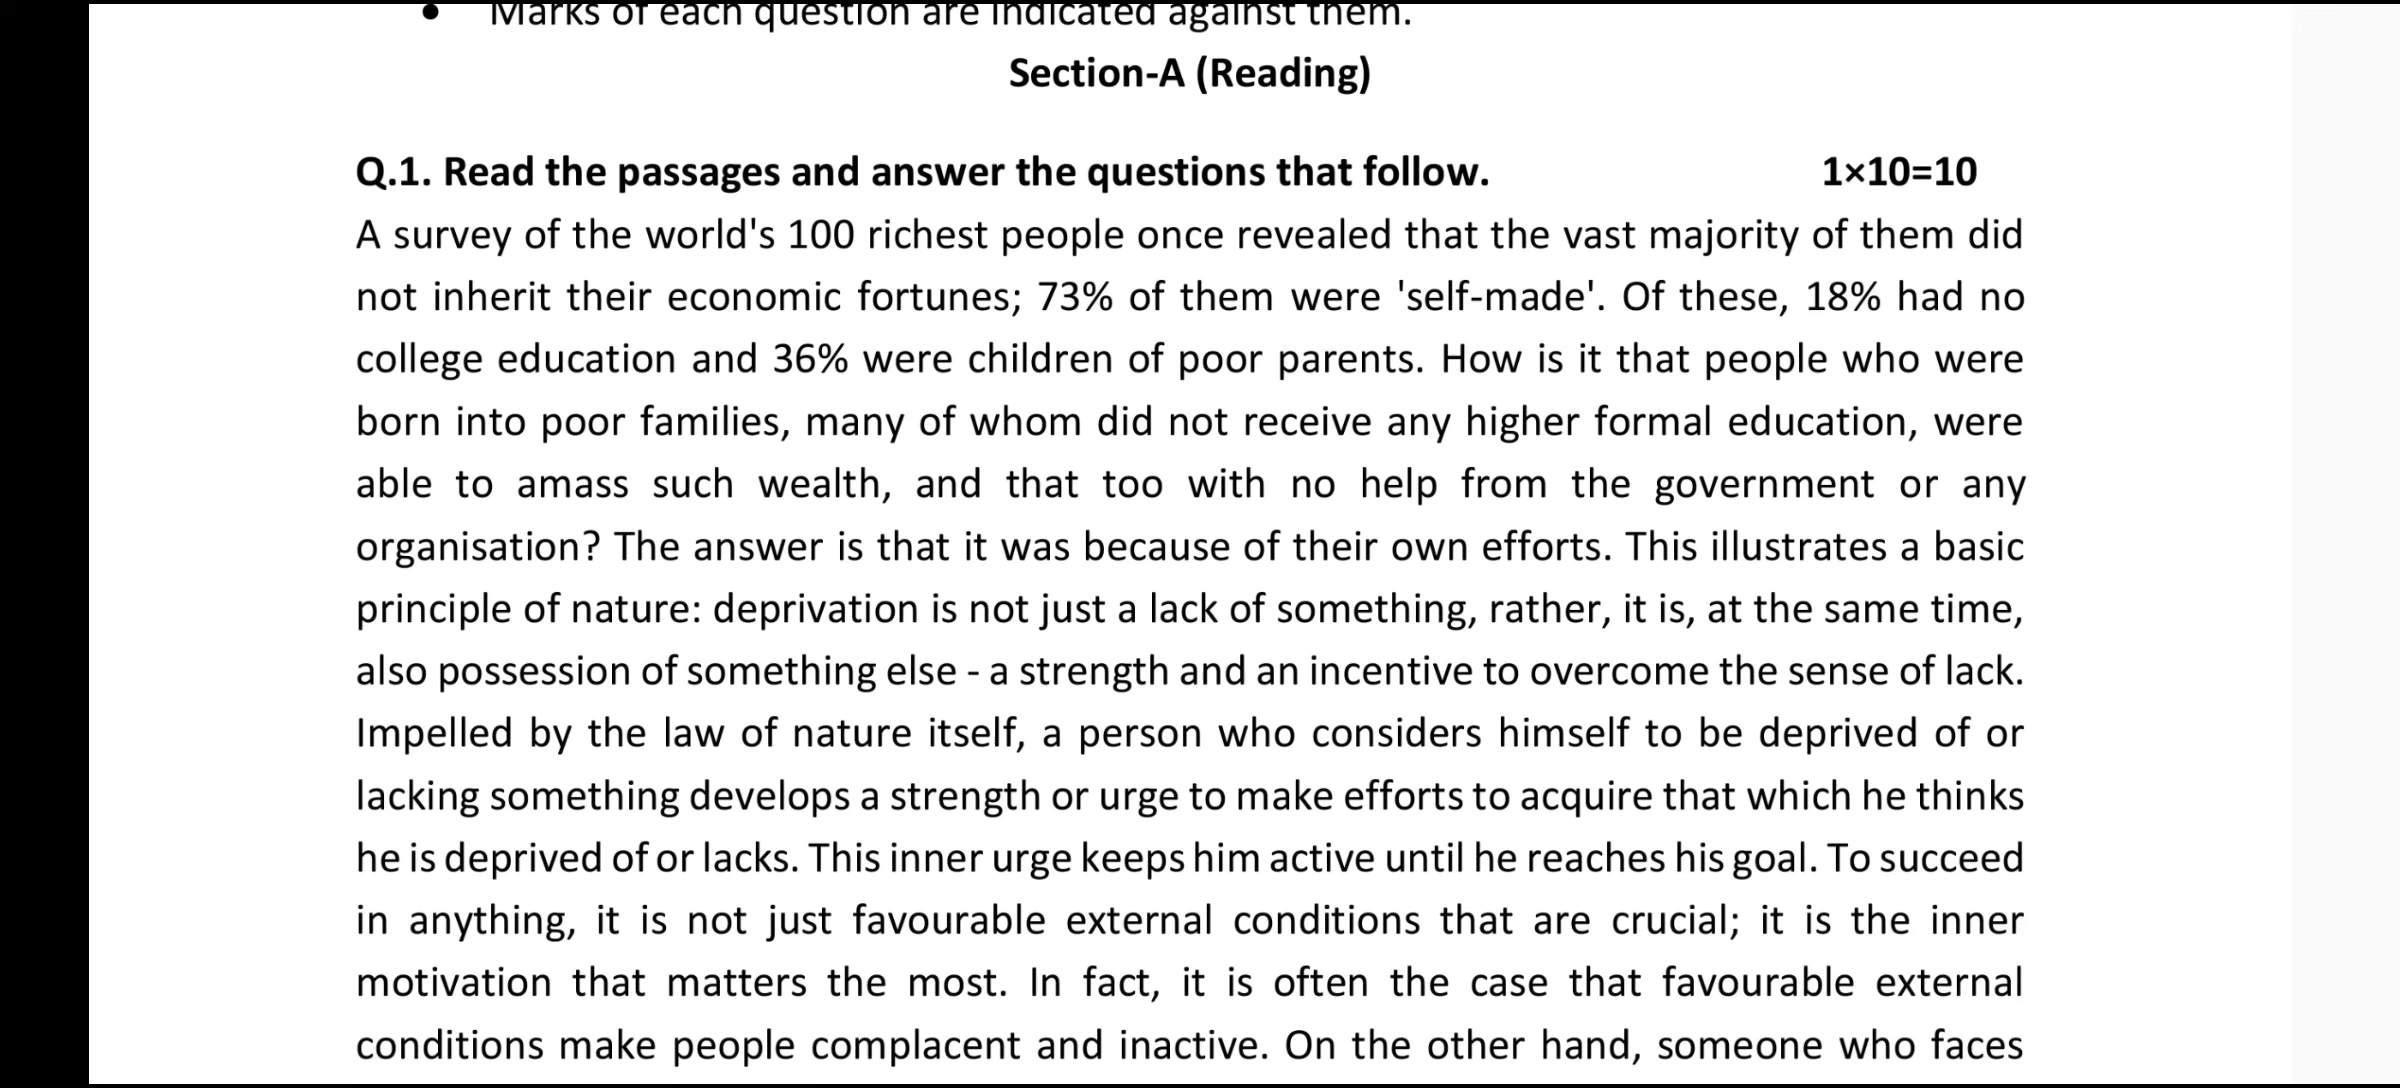 • Marks of each question are indicated against them.
Section-A (Reading)
Q.1. Read the passages and answer the questions that follow. 1×10=10
A survey of the world's 100 richest people once revealed that the vast majority of them did
not inherit their economic fortunes; 73% of them were 'self-made'. Of these, 18% had no
college education and 36% were children of poor parents. How is it that people who were
born into poor families, many of whom did not receive any higher formal education, were
able to amass such wealth, and that too with no help from the government or any
organisation? The answer is that it was because of their own efforts. This illustrates a basic
principle of nature: deprivation is not just a lack of something, rather, it is, at the same time,
also possession of something else - a strength and an incentive to overcome the sense of lack.
Impelled by the law of nature itself, a person who considers himself to be deprived of or
lacking something develops a strength or urge to make efforts to acquire that which he thinks
he is deprived of or lacks. This inner urge keeps him active until he reaches his goal. To succeed
in anything, it is not just favourable external conditions that are crucial; it is the inner
motivation that matters the most. In fact, it is often the case that favourable external
conditions make people complacent and inactive. On the other hand, someone who faces